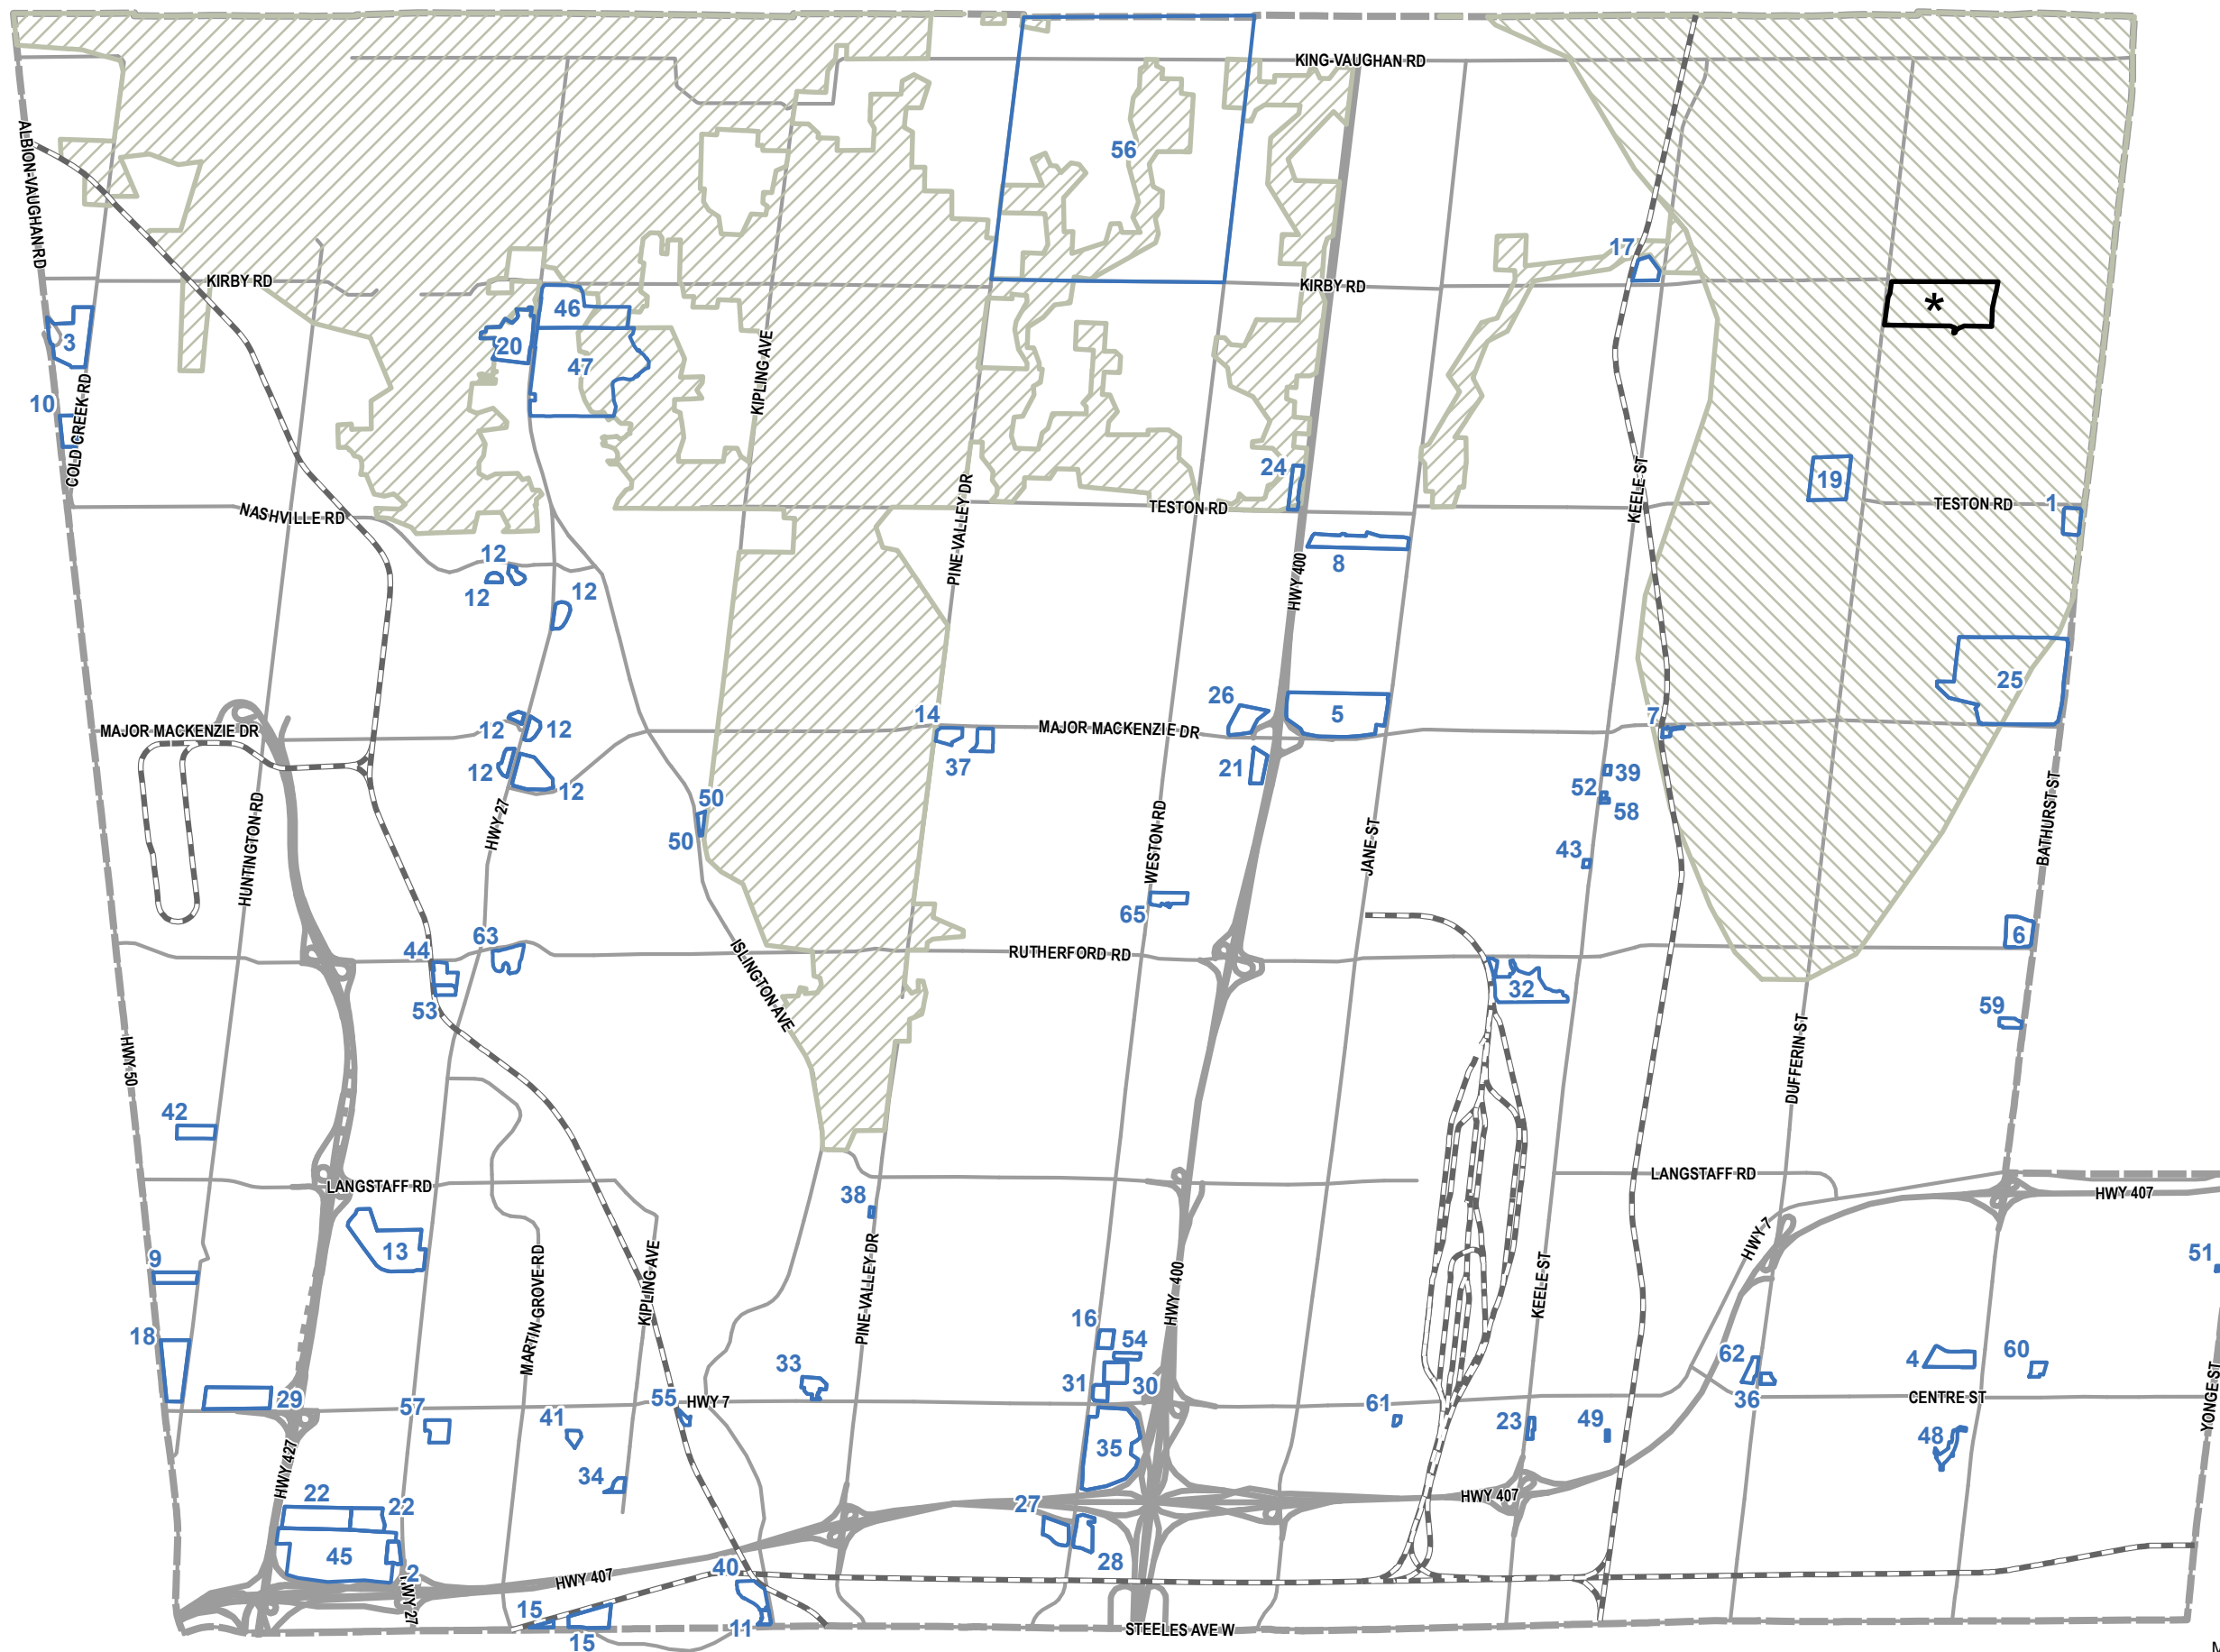 KING-VAUGHAN RD
ALBION-VAUGHAN RD
56
17
KIRBY RD
KIRBY RD
*
46
3
20
47
KIPLING AVE
10
COLD CREEK RD
24
19
KEELE ST
TESTON RD
TESTON RD
1
NASHVILLE RD
PINE VALLEY DR
12
8
HWY 400
12
12
25
26
14
5
7
MAJOR MACKENZIE DR
12
12
MAJOR MACKENZIE DR
37
21
12
12
39
52
58
HUNTINGTON RD
HWY 27
50
50
WESTON RD
JANE ST
43
BATHURST ST
65
63
44
6
RUTHERFORD RD
ISLINGTON AVE
32
53
59
HWY 50
DUFFERIN ST
42
LANGSTAFF RD
LANGSTAFF RD
38
HWY 407
13
9
HWY 7
51
PINE VALLEY DR
MARTIN GROVE RD
KIPLING AVE
HWY 400
KEELE ST
16
54
18
33
62
4
60
31
30
29
55
HWY 7
36
CENTRE ST
57
41
61
23
49
YONGE ST
48
35
HWY 427
34
22
22
27
HWY 407
45
2
28
40
HWY 407
HWY 27
15
15
11
STEELES AVE W
M